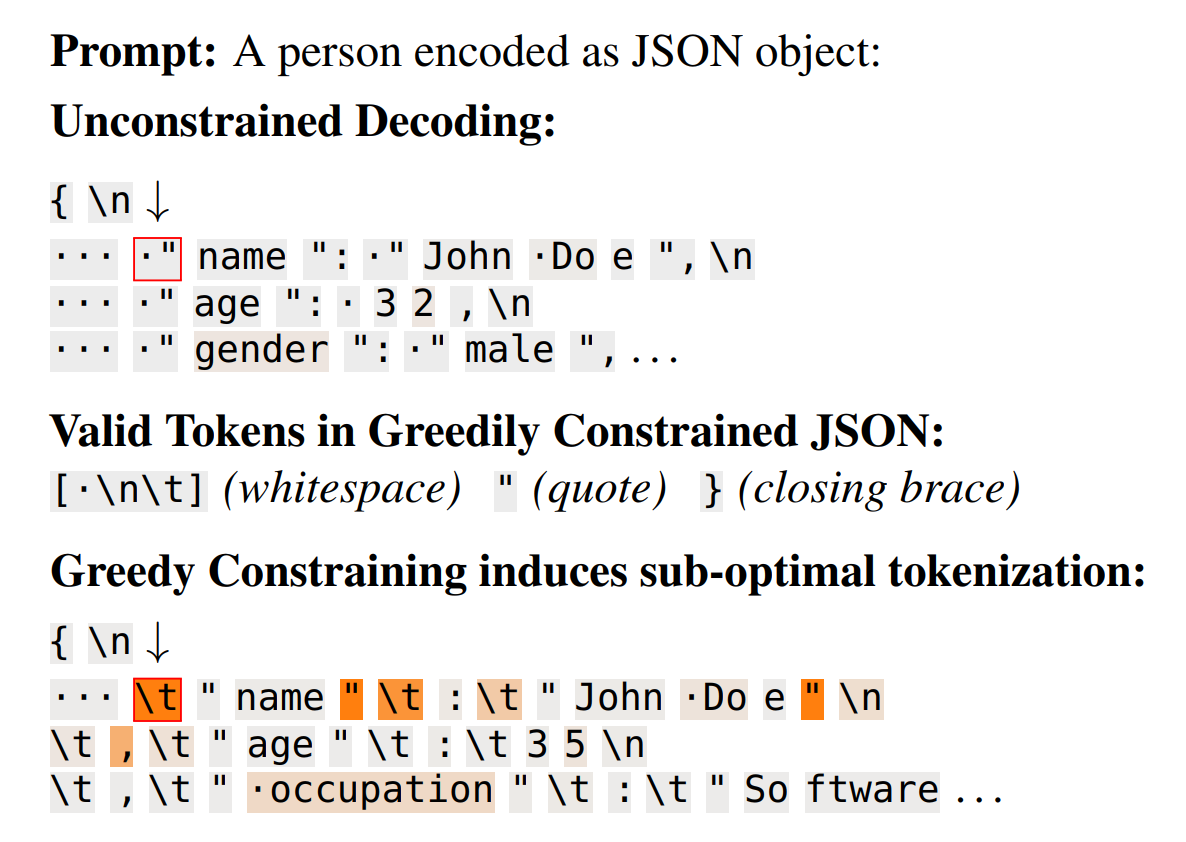 Prompt: A person encoded as JSON object:
Unconstrained Decoding:
{ \n ↓
··· ·" name ": ·" John ·Do e ", \n
··· ·" age ": · 3 2 , \n
··· ·" gender ": ·" male ", ...
Valid Tokens in Greedily Constrained JSON:
[·\n\t] (whitespace) " (quote) } (closing brace)
Greedy Constraining induces sub-optimal tokenization:
{ \n ↓
··· \t " name " \t : \t " John ·Do e " \n
\t , \t " age " \t : \t 3 5 \n
\t , \t " ·occupation " \t : \t " So ftware ...